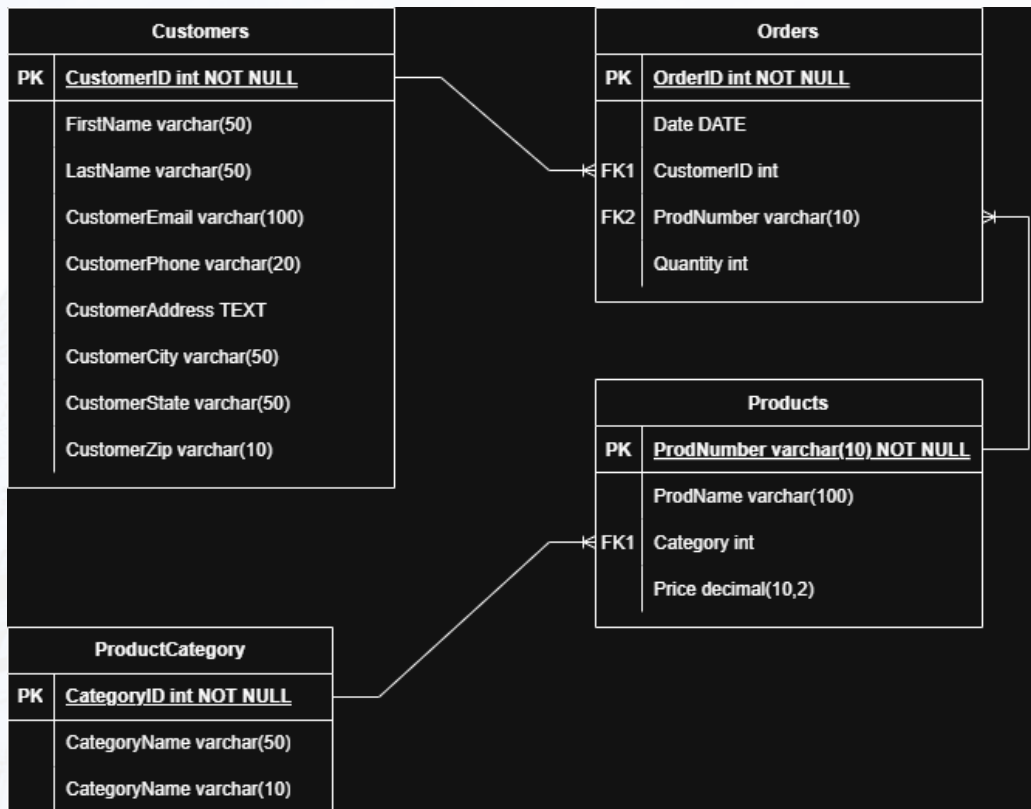 Customers
PK CustomerID int NOT NULL
FirstName varchar(50)
LastName varchar(50)
CustomerEmail varchar(100)
CustomerPhone varchar(20)
CustomerAddress TEXT
CustomerCity varchar(50)
CustomerState varchar(50)
CustomerZip varchar(10)
Orders
PK OrderID int NOT NULL
Date DATE
FK1 CustomerID int
FK2 ProdNumber varchar(10)
Quantity int
Products
PK ProdNumber varchar(10) NOT NULL
ProdName varchar(100)
FK1 Category int
Price decimal(10,2)
ProductCategory
PK CategoryID int NOT NULL
CategoryName varchar(50)
CategoryName varchar(10)